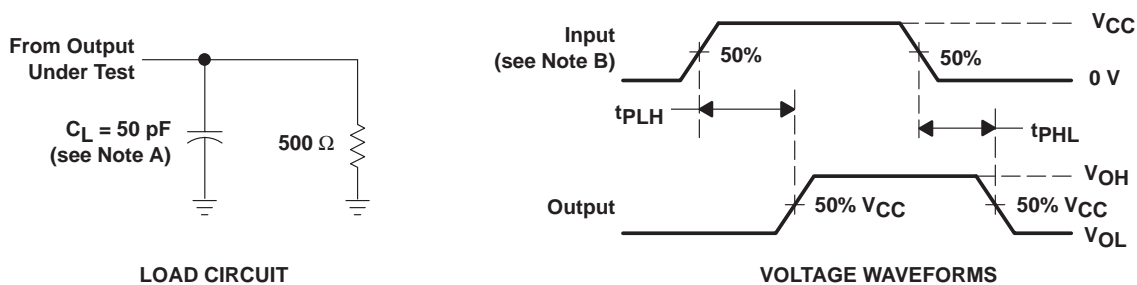 From Output
Under Test
CL = 50 pF
(see Note A)
500 Ω
LOAD CIRCUIT
Input
(see Note B)
50%
50%
VCC
0 V
tPLH
tPHL
Output
50% VCC
50% VCC
VOH
VOL
VOLTAGE WAVEFORMS